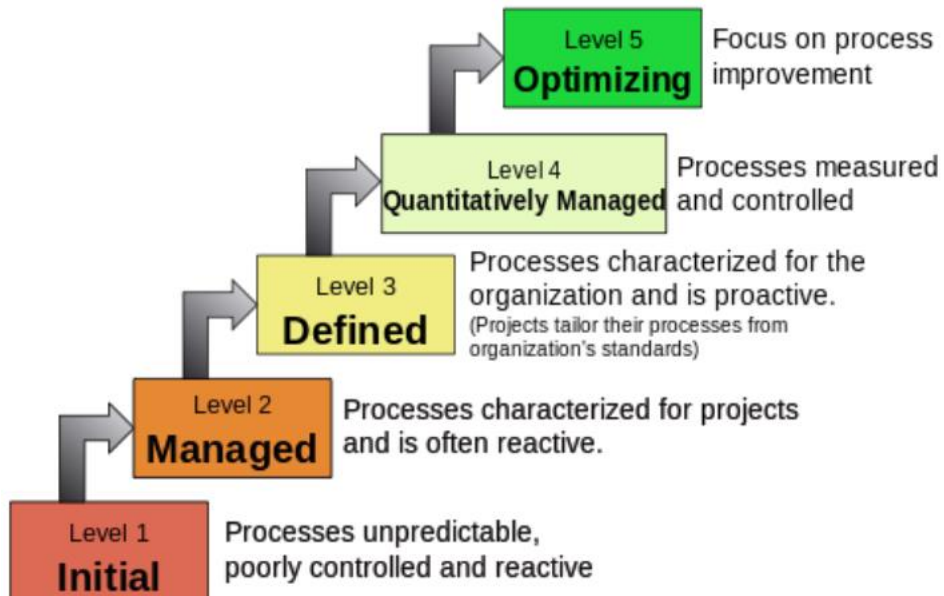 Level 5
Optimizing
Focus on process
improvement
Level 4
Quantitatively Managed
Processes measured
and controlled
Level 3
Defined
Processes characterized for the
organization and is proactive.
(Projects tailor their processes from
organization's standards)
Level 2
Managed
Processes characterized for projects
and is often reactive.
Level 1
Initial
Processes unpredictable,
poorly controlled and reactive